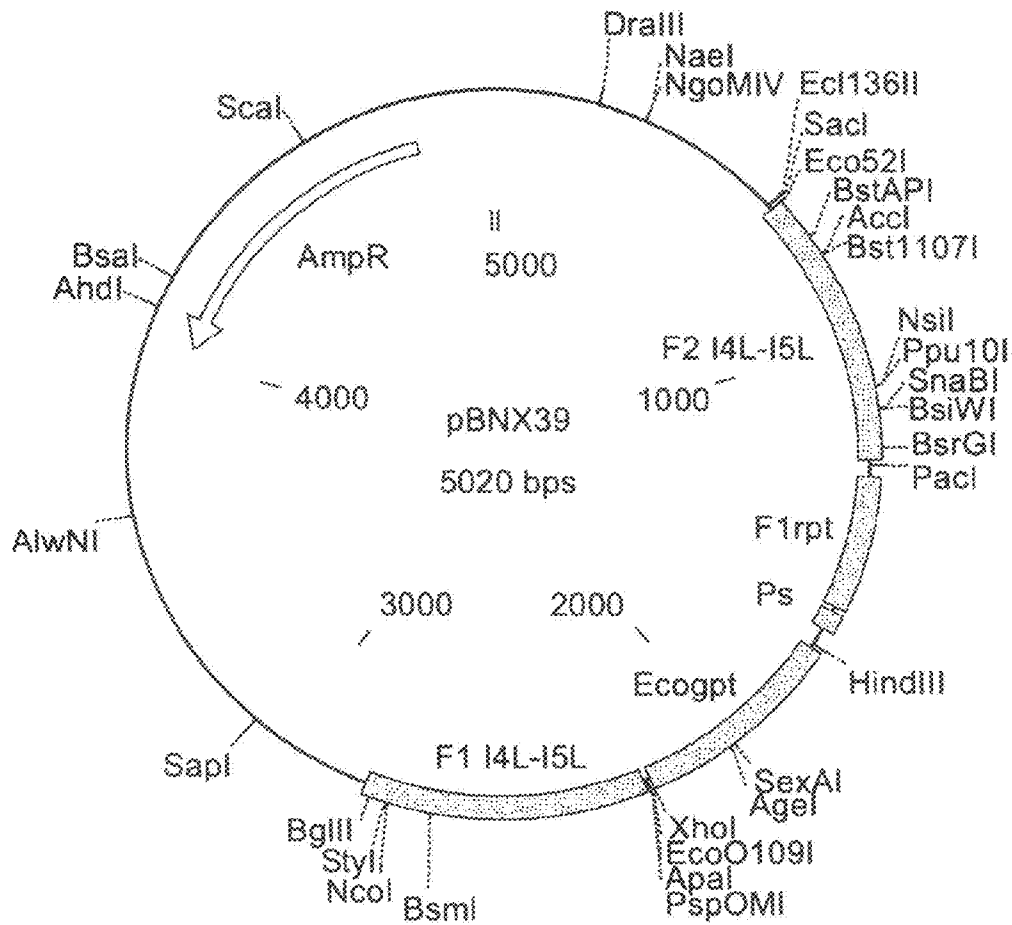 DraIII
NaeI
NgoMIV
Ecl136II
SacI
Eco52I
BstAPI
AccI
Bst1107I
ScaI
BsaI
AhdI
AmpR
5000
F2 I4L-I5L
NsiI
Ppu10I
SnaBI
BsiWI
BsrGI
PacI
4000
1000
pBNX39
5020 bps
AlwNI
F1rpt
Ps
3000
2000
HindIII
Ecogpt
SapI
F1 I4L-I5L
SexAI
AgeI
BglII
StyI
NcoI
BsmI
XhoI
EcoO109I
ApaI
PspOMI